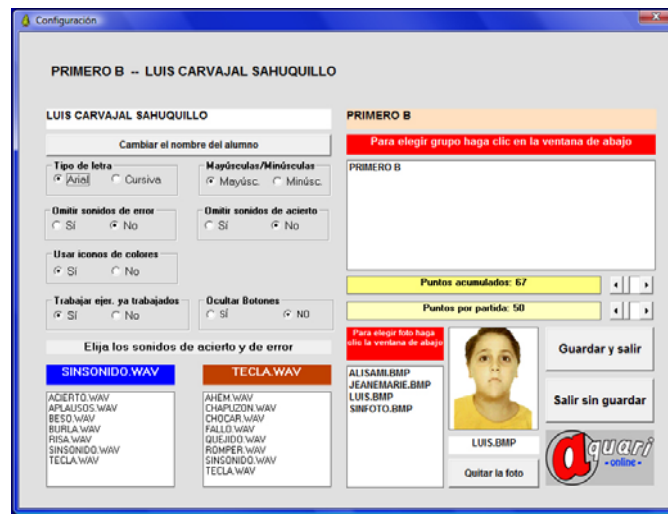 Configuración
PRIMERO B -- LUIS CARVAJAL SAHUQUILLO
LUIS CARVAJAL SAHUQUILLO
Cambiar el nombre del alumno
Tipo de letra
Arial
Cursiva
Mayúsculas/Minúsculas
Mayúsc.
Minúsc.
Omitir sonidos de error
Sí
No
Omitir sonidos de acierto
Sí
No
Usar iconos de colores
Sí
No
Trabajar ejer. ya trabajados
Sí
No
Ocultar Botones
SÍ
NO
Elija los sonidos de acierto y de error
SINSONIDO.WAV
ACIERTO.WAV
APLAUSOS.WAV
BESO.WAV
BURLA.WAV
RISA.WAV
SINSONIDO.WAV
TECLA.WAV
TECLA.WAV
AHEM.WAV
CHAPUZON.WAV
CHOCAR.WAV
FALLO.WAV
QUEJIDO.WAV
ROMPER.WAV
SINSONIDO.WAV
TECLA.WAV
PRIMERO B
Para elegir grupo haga clic en la ventana de abajo
PRIMERO B
Puntos acumulados: 67
Puntos por partida: 50
Para elegir foto haga
clic la ventana de abajo
ALISAMI.BMP
JEANEMARIE.BMP
LUIS.BMP
SINFOTO.BMP
LUIS.BMP
Quitar la foto
Guardar y salir
Salir sin guardar
aquari
- online -